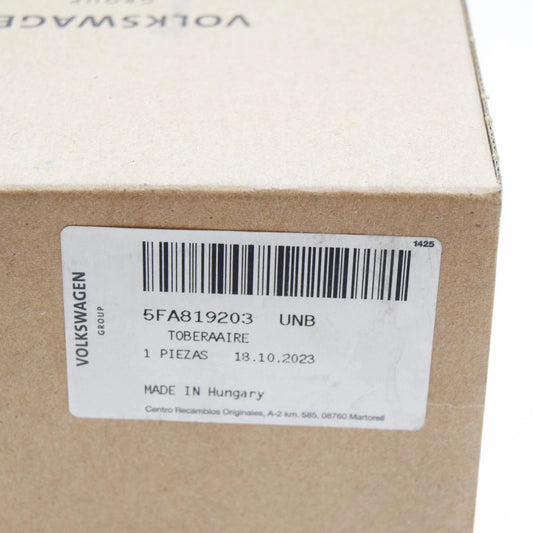 VOLKSWAGEN
GROUP
1425
VOLKSWAGEN
GROUP
5FA819203 UNB
TOBERAAIRE
1 PIEZAS 18.10.2023
MADE IN Hungary
Centro Recambios Originales, A-2 km. 585, 08760 Martorell